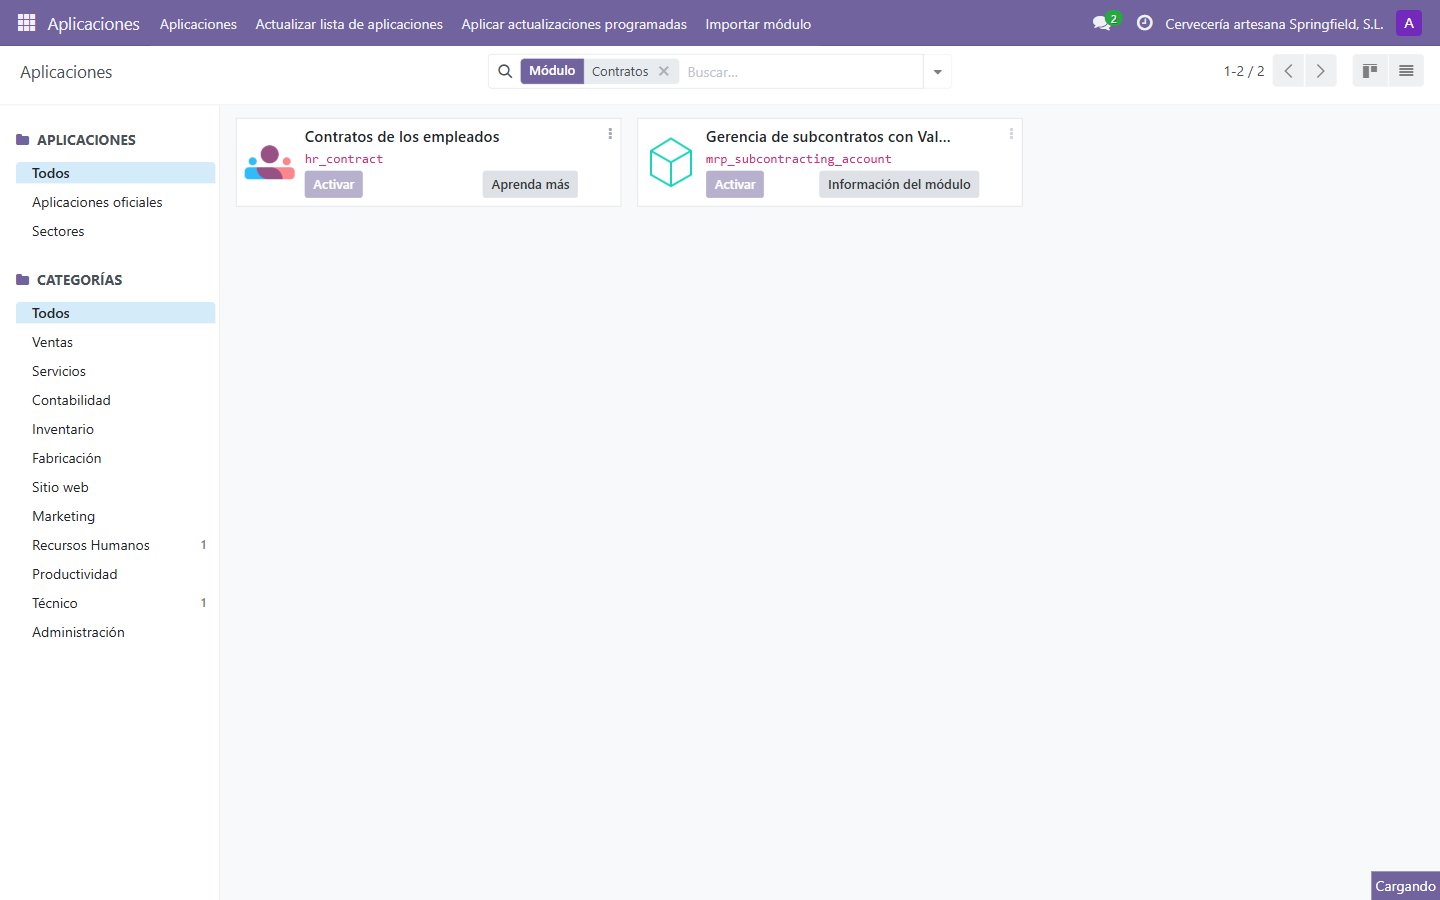 Aplicaciones Aplicaciones Actualizar lista de aplicaciones Aplicar actualizaciones programadas Importar módulo 2 Cervecería artesana Springfield, S.L. A
Aplicaciones Módulo Contratos Buscar... 1-2 / 2
APLICACIONES
Todos
Aplicaciones oficiales
Sectores
CATEGORÍAS
Todos
Ventas
Servicios
Contabilidad
Inventario
Fabricación
Sitio web
Marketing
Recursos Humanos 1
Productividad
Técnico 1
Administración
Contratos de los empleados
hr_contract
Activar Aprenda más
Gerencia de subcontratos con Val...
mrp_subcontracting_account
Activar Información del módulo
Cargando